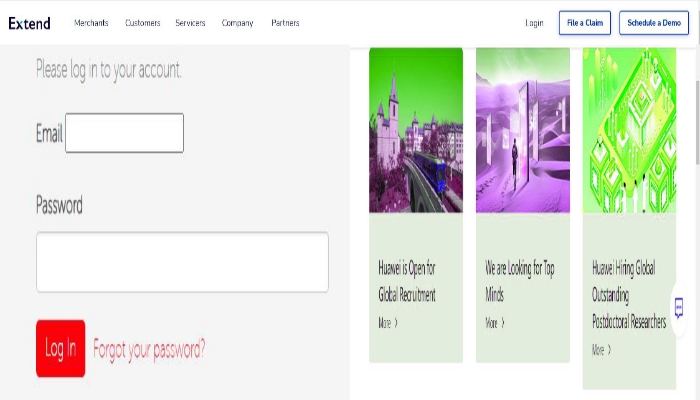 Extend Merchants Customers Servicers Company Partners Login File a Claim Schedule a Demo
Please log in to your account.
Email
Password
Log In Forgot your password?
Huawei is Open for
Global Recruitment
More >
We are Looking for Top
Minds
More >
Huawei Hiring Global
Outstanding
Postdoctoral Researchers
More >